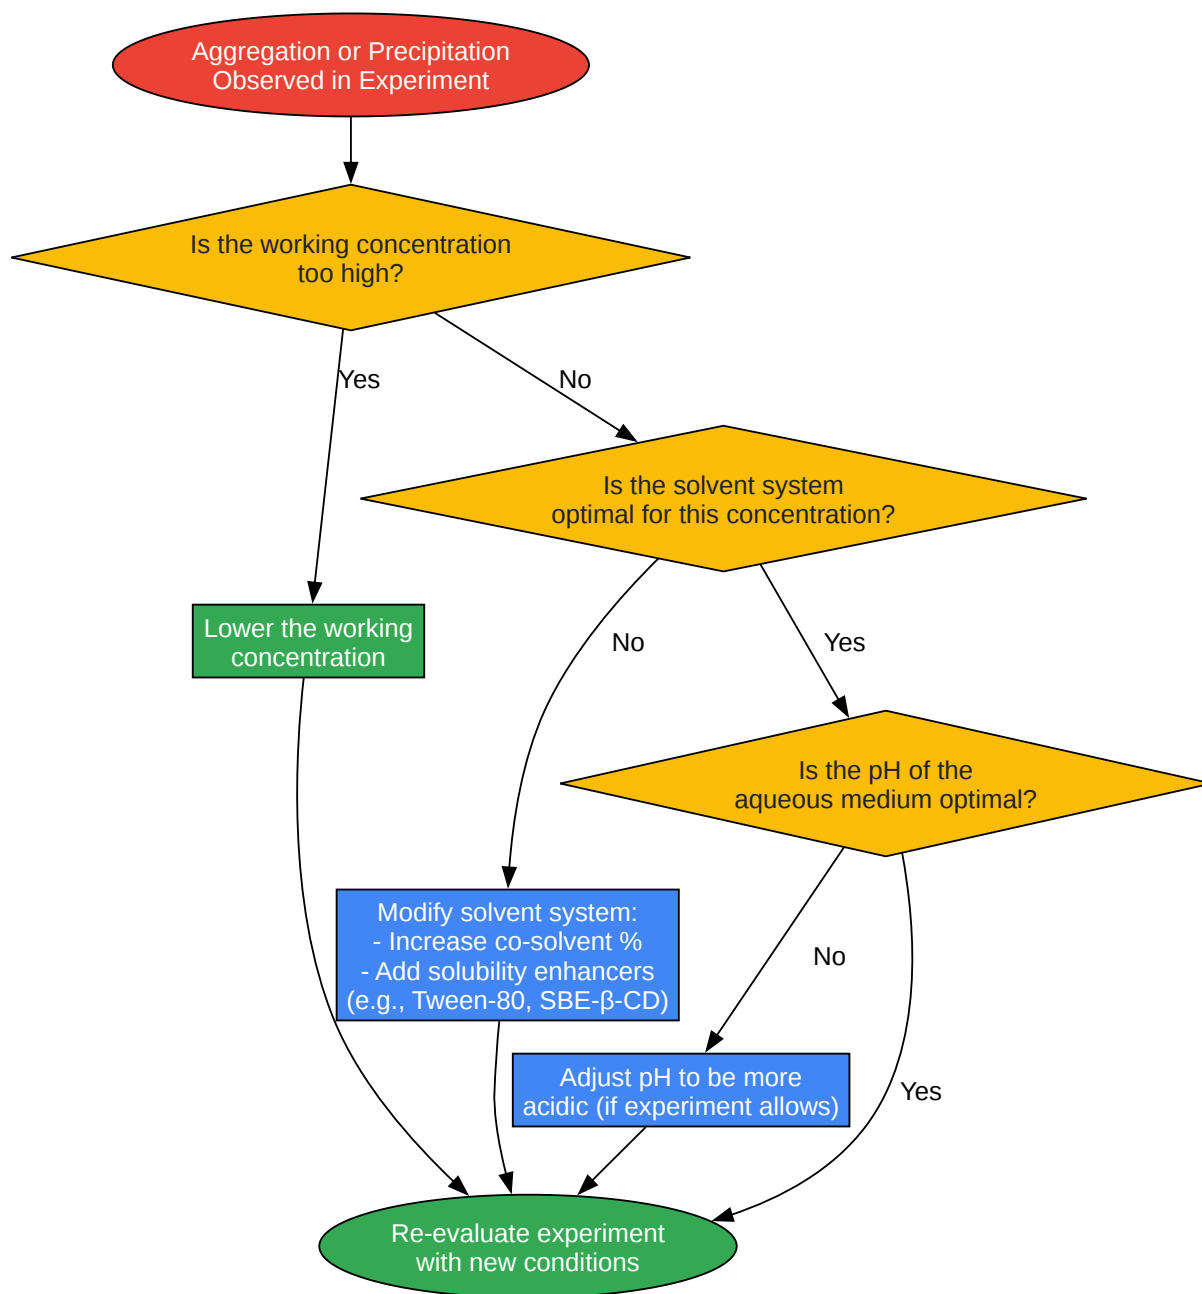 Aggregation or Precipitation
Observed in Experiment
Is the working concentration
too high?
Yes
No
Is the solvent system
optimal for this concentration?
Lower the working
concentration
No
Yes
Is the pH of the
aqueous medium optimal?
Modify solvent system:
- Increase co-solvent %
- Add solubility enhancers
(e.g., Tween-80, SBE-β-CD)
No
Adjust pH to be more
acidic (if experiment allows)
Yes
Re-evaluate experiment
with new conditions